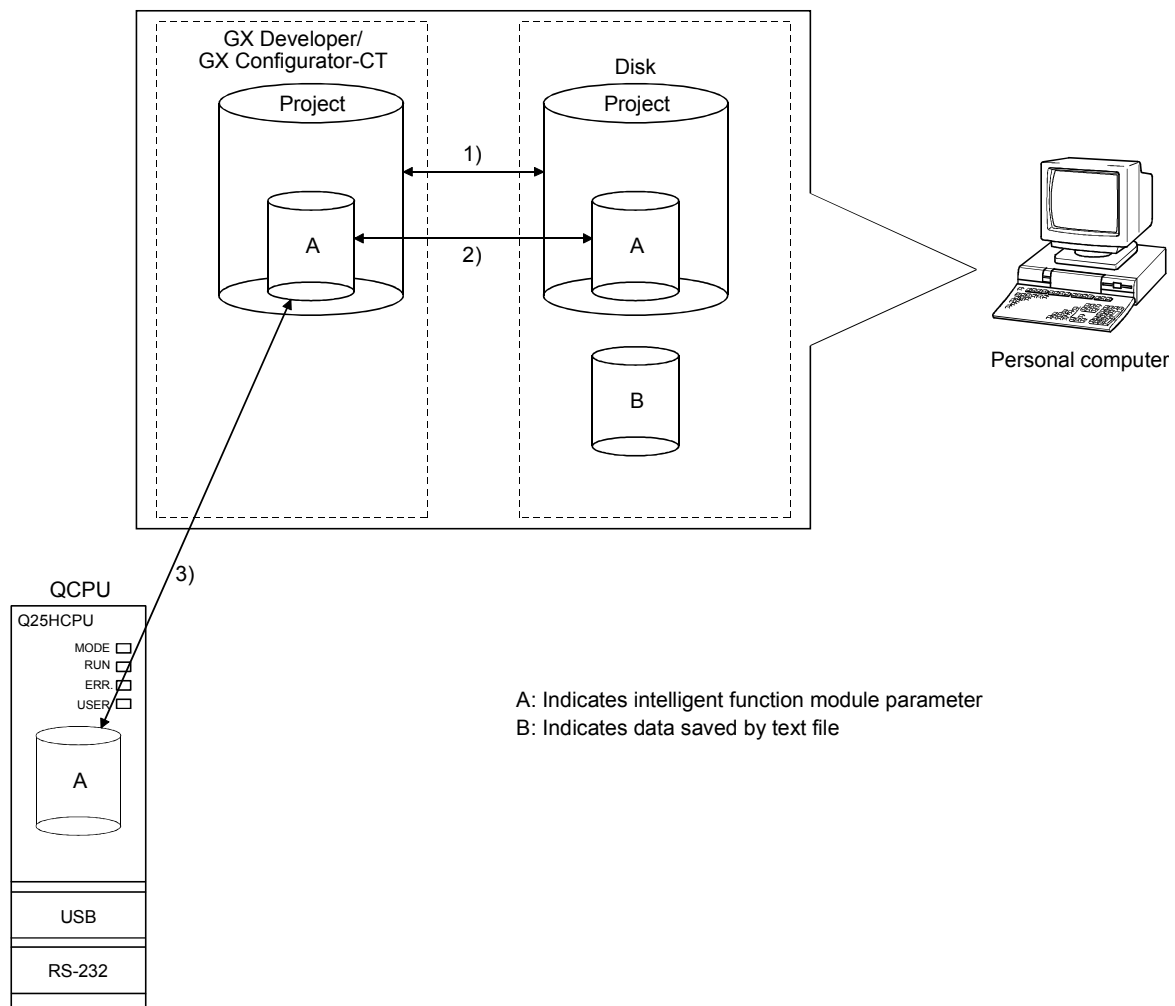 GX Developer/
GX Configurator-CT
Disk
Project
Project
1)
A
2)
A
B
Personal computer
3)
QCPU
Q25HCPU
MODE
RUN
ERR.
USER
A
USB
RS-232
A: Indicates intelligent function module parameter
B: Indicates data saved by text file